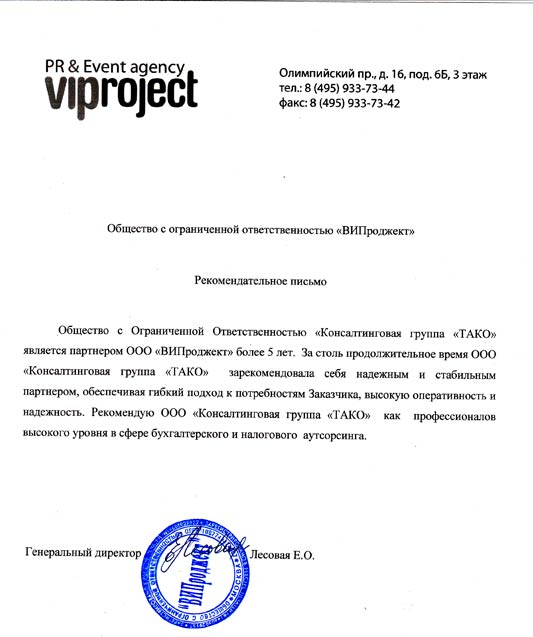 PR & Event agency
viproject
Олимпийский пр., д. 16, под. 6Б, 3 этаж
тел.: 8 (495) 933-73-44
факс: 8 (495) 933-73-42
Общество с ограниченной ответственностью «ВИПроджект»
Рекомендательное письмо
Общество с Ограниченной Ответственностью «Консалтинговая группа «ТАКО»
является партнером ООО «ВИПроджект» более 5 лет. За столь продолжительное время ООО
«Консалтинговая группа «ТАКО» зарекомендовала себя надежным и стабильным
партнером, обеспечивая гибкий подход к потребностям Заказчика, высокую оперативность и
надежность. Рекомендую ООО «Консалтинговая группа «ТАКО» как профессионалов
высокого уровня в сфере бухгалтерского и налогового аутсорсинга.
Генеральный директор
Лесовая Е.О.
"ВИПроджект"
ОБЩЕСТВО С ОГРАНИЧЕННОЙ ОТВЕТСТВЕННОСТЬЮ
МОСКВА